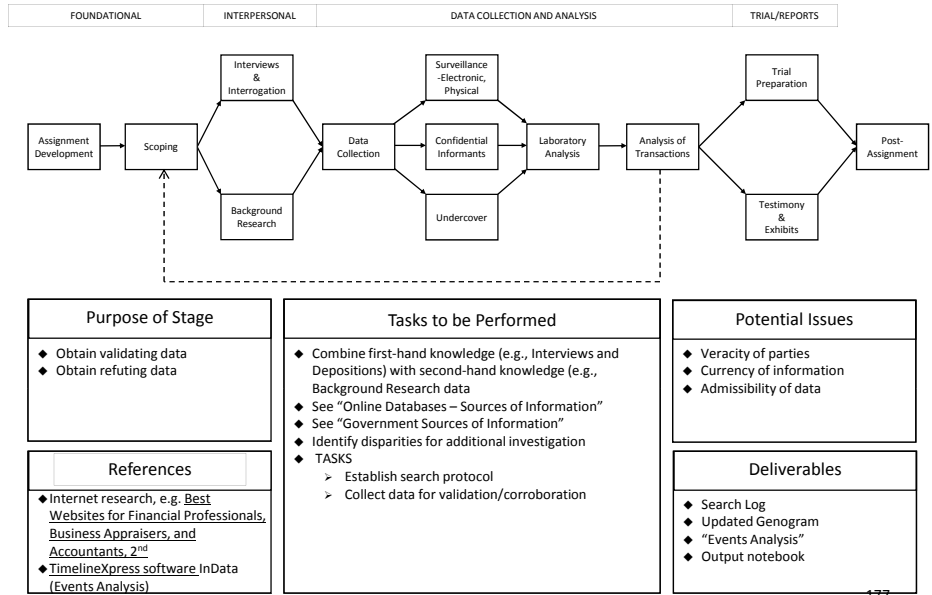 FOUNDATIONAL
INTERPERSONAL
DATA COLLECTION AND ANALYSIS
TRIAL/REPORTS
Interviews
&
Interrogation
Surveillance
-Electronic,
Physical
Trial
Preparation
Assignment
Development
Scoping
Data
Collection
Confidential
Informants
Laboratory
Analysis
Analysis of
Transactions
Post-
Assignment
Background
Research
Undercover
Testimony
&
Exhibits
Purpose of Stage
◆ Obtain validating data
◆ Obtain refuting data
Tasks to be Performed
◆ Combine first-hand knowledge (e.g., Interviews and
Depositions) with second-hand knowledge (e.g.,
Background Research data
◆ See “Online Databases – Sources of Information”
◆ See “Government Sources of Information”
◆ Identify disparities for additional investigation
◆ TASKS
➢ Establish search protocol
➢ Collect data for validation/corroboration
Potential Issues
◆ Veracity of parties
◆ Currency of information
◆ Admissibility of data
References
◆ Internet research, e.g. Best
Websites for Financial Professionals,
Business Appraisers, and
Accountants, 2nd
◆ TimelineXpress software InData
(Events Analysis)
Deliverables
◆ Search Log
◆ Updated Genogram
◆ “Events Analysis”
◆ Output notebook